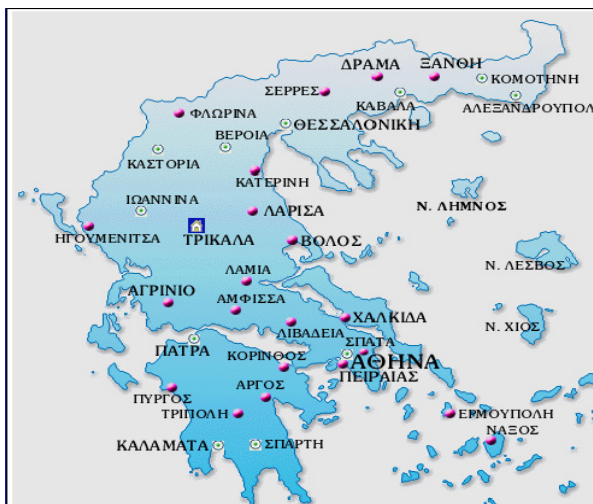 ΔΡΑΜΑ
ΞΑΝΘΗ
ΚΟΜΟΤΗΝΗ
ΣΕΡΡΕΣ
ΚΑΒΑΛΑ
ΑΛΕΞΑΝΔΡΟΥΠΟΛ
ΦΛΩΡΙΝΑ
ΘΕΣΣΑΛΟΝΙΚΗ
ΒΕΡΟΙΑ
ΚΑΣΤΟΡΙΑ
ΚΑΤΕΡΙΝΗ
ΙΩΑΝΝΙΝΑ
ΛΑΡΙΣΑ
Ν. ΛΗΜΝΟΣ
ΗΓΟΥΜΕΝΙΤΣΑ
ΤΡΙΚΑΛΑ
ΒΟΛΟΣ
Ν. ΛΕΣΒΟΣ
ΛΑΜΙΑ
ΑΓΡΙΝΙΟ
ΑΜΦΙΣΣΑ
ΧΑΛΚΙΔΑ
ΛΙΒΑΔΕΙΑ
Ν. ΧΙΟΣ
ΠΑΤΡΑ
ΣΠΑΤΑ
ΚΟΡΙΝΘΟΣ
ΑΘΗΝΑ
ΠΕΙΡΑΙΑΣ
ΠΥΡΓΟΣ
ΑΡΓΟΣ
ΤΡΙΠΟΛΗ
ΕΡΜΟΥΠΟΛΗ
ΝΑΞΟΣ
ΚΑΛΑΜΑΤΑ
ΣΠΑΡΤΗ